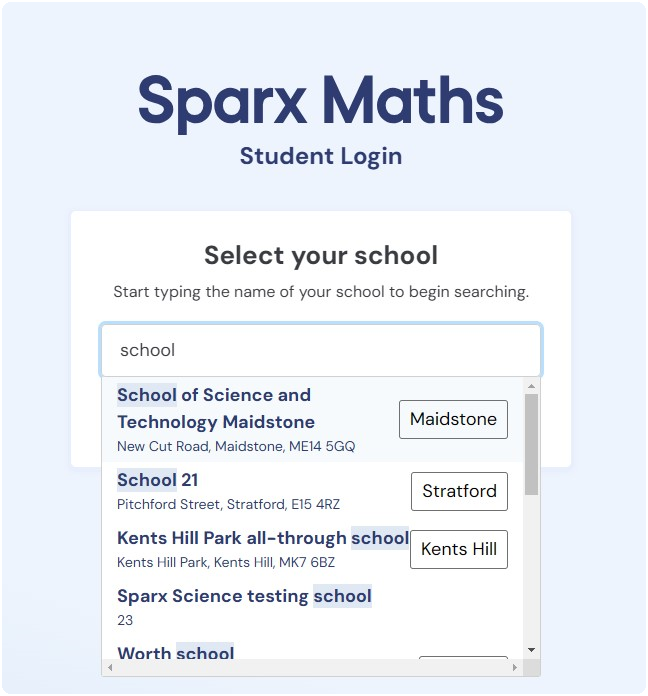 Sparx Maths
Student Login
Select your school
Start typing the name of your school to begin searching.
school
School of Science and
Technology Maidstone
New Cut Road, Maidstone, ME14 5GQ
Maidstone
School 21
Pitchford Street, Stratford, E15 4RZ
Stratford
Kents Hill Park all-through school
Kents Hill Park, Kents Hill, MK7 6BZ
Kents Hill
Sparx Science testing school
23
Worth school